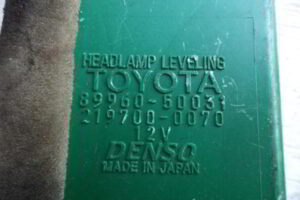 HEADLAMP LEVELING
TOYOTA
89960-50031
219700-0070
12V
DENSO
MADE IN JAPAN